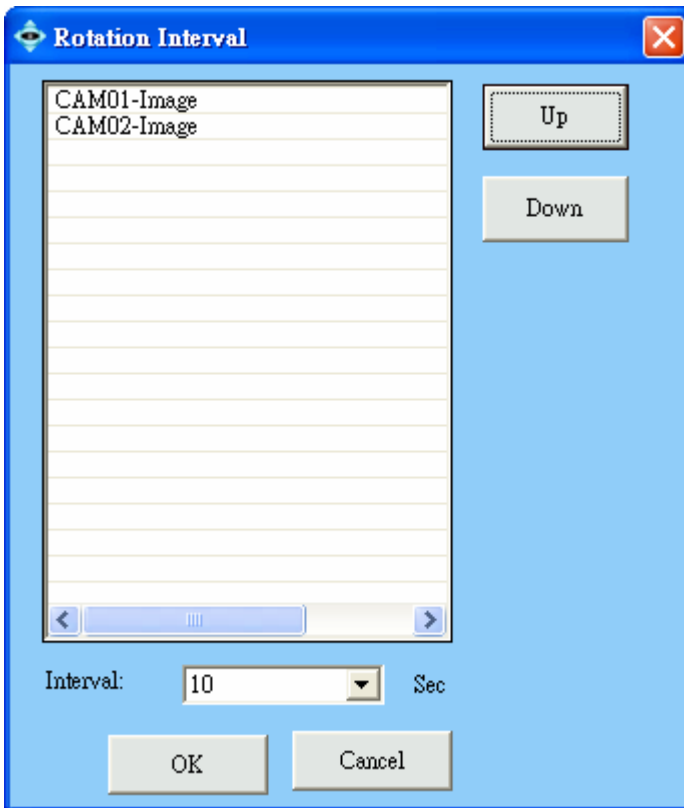 Rotation Interval
CAM01-Image
CAM02-Image
Up
Down
Interval: 10 Sec
OK Cancel